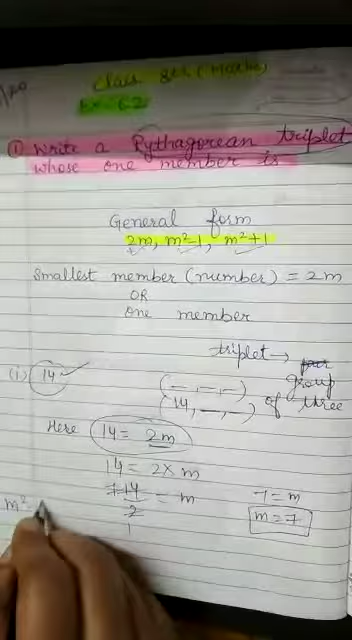 Class 8th (Maths)
Ex- 6.2
① Write a Pythagorean triplet
whose one member is
General form
2m, m²-1, m²+1
Smallest member (number) = 2m
OR
one member
triplet → group
of three
(i) 14
(—, —, —)
(14, —, —)
Here 14 = 2m
14 = 2 × m
7 14 / 2 = m
1
7 = m
m = 7
m²